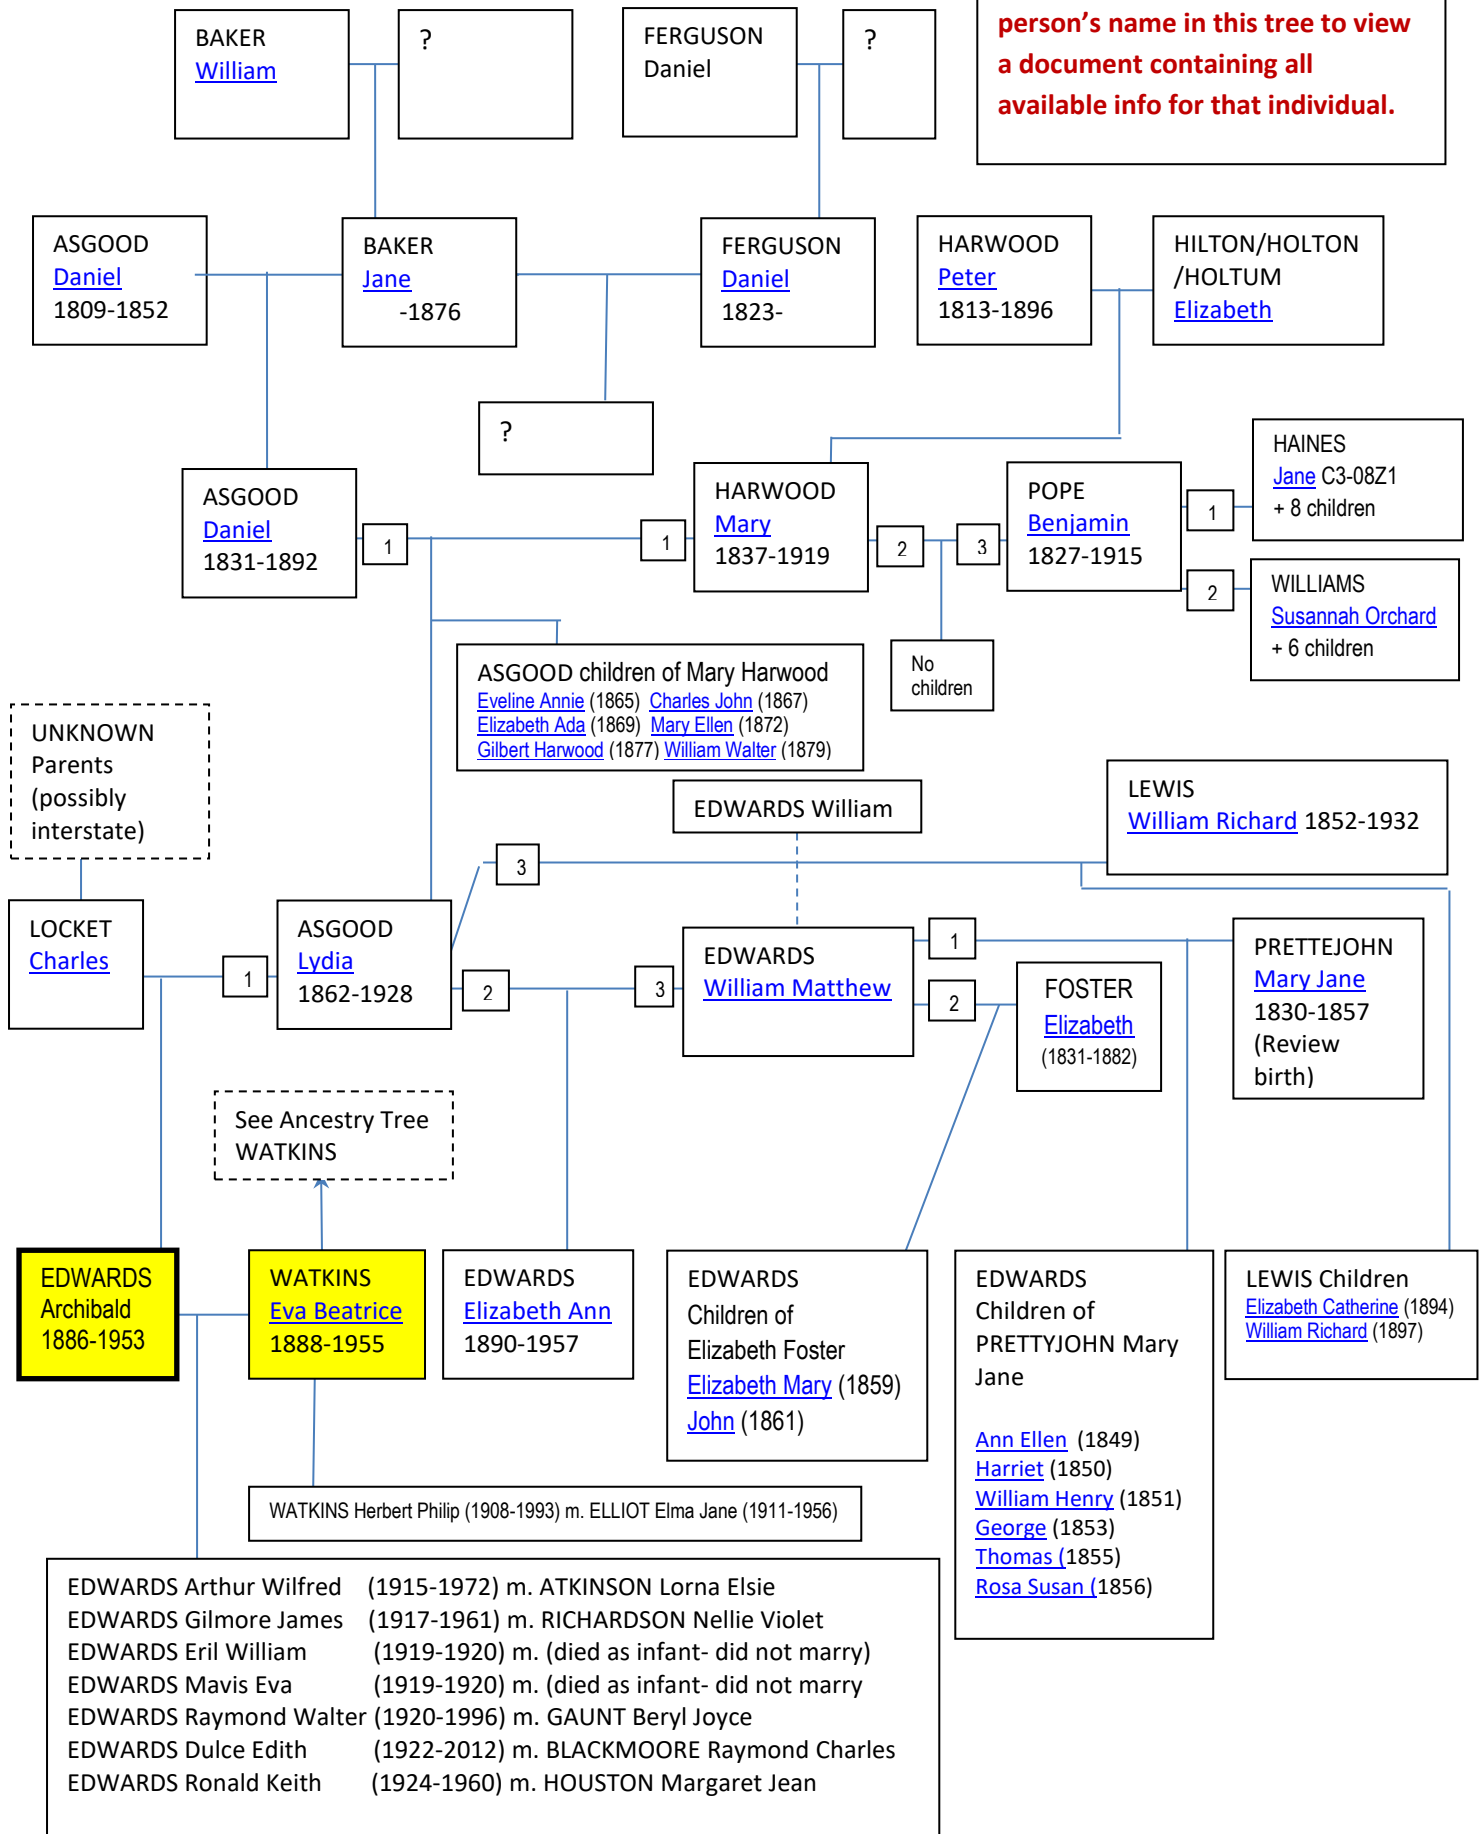 person's name in this tree to view
a document containing all
available info for that individual.
BAKER
William
?
FERGUSON
Daniel
?
ASGOOD
Daniel
1809-1852
BAKER
Jane
-1876
FERGUSON
Daniel
1823-
HARWOOD
Peter
1813-1896
HILTON/HOLTON
/HOLTUM
Elizabeth
?
ASGOOD
Daniel
1831-1892
1
1
HARWOOD
Mary
1837-1919
2
3
POPE
Benjamin
1827-1915
1
HAINES
Jane C3-08Z1
+ 8 children
2
WILLIAMS
Susannah Orchard
+ 6 children
No
children
ASGOOD children of Mary Harwood
Eveline Annie (1865) Charles John (1867)
Elizabeth Ada (1869) Mary Ellen (1872)
Gilbert Harwood (1877) William Walter (1879)
UNKNOWN
Parents
(possibly
interstate)
EDWARDS William
LEWIS
William Richard 1852-1932
3
LOCKET
Charles
1
ASGOOD
Lydia
1862-1928
2
3
EDWARDS
William Matthew
1
2
FOSTER
Elizabeth
(1831-1882)
PRETTEJOHN
Mary Jane
1830-1857
(Review
birth)
See Ancestry Tree
WATKINS
EDWARDS
Archibald
1886-1953
WATKINS
Eva Beatrice
1888-1955
EDWARDS
Elizabeth Ann
1890-1957
EDWARDS
Children of
Elizabeth Foster
Elizabeth Mary (1859)
John (1861)
EDWARDS
Children of
PRETTYJOHN Mary
Jane
Ann Ellen (1849)
Harriet (1850)
William Henry (1851)
George (1853)
Thomas (1855)
Rosa Susan (1856)
LEWIS Children
Elizabeth Catherine (1894)
William Richard (1897)
WATKINS Herbert Philip (1908-1993) m. ELLIOT Elma Jane (1911-1956)
EDWARDS Arthur Wilfred (1915-1972) m. ATKINSON Lorna Elsie
EDWARDS Gilmore James (1917-1961) m. RICHARDSON Nellie Violet
EDWARDS Eril William (1919-1920) m. (died as infant- did not marry)
EDWARDS Mavis Eva (1919-1920) m. (died as infant- did not marry
EDWARDS Raymond Walter (1920-1996) m. GAUNT Beryl Joyce
EDWARDS Dulce Edith (1922-2012) m. BLACKMOORE Raymond Charles
EDWARDS Ronald Keith (1924-1960) m. HOUSTON Margaret Jean